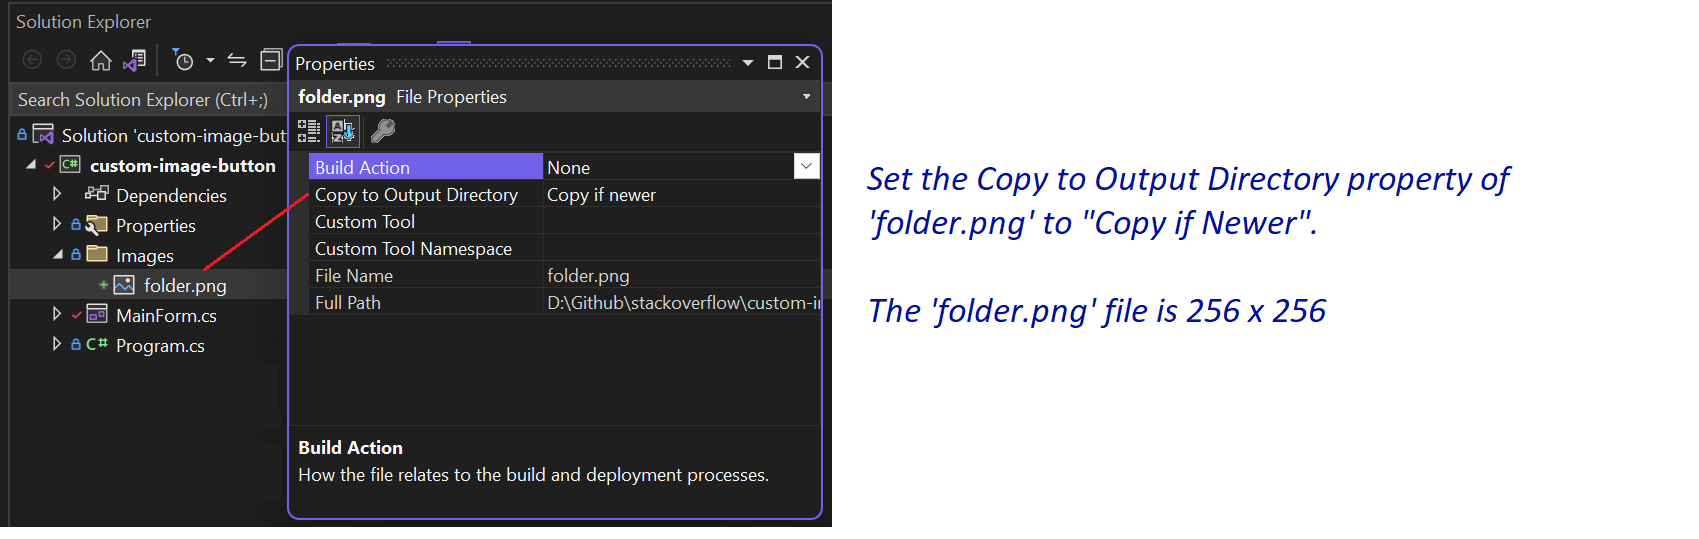 Solution Explorer
Search Solution Explorer (Ctrl+;)
Solution 'custom-image-but
custom-image-button
Dependencies
Properties
Images
folder.png
MainForm.cs
Program.cs
Properties
folder.png File Properties
Build Action None
Copy to Output Directory Copy if newer
Custom Tool
Custom Tool Namespace
File Name folder.png
Full Path D:\Github\stackoverflow\custom-i
Build Action
How the file relates to the build and deployment processes.
Set the Copy to Output Directory property of
'folder.png' to "Copy if Newer".
The 'folder.png' file is 256 x 256